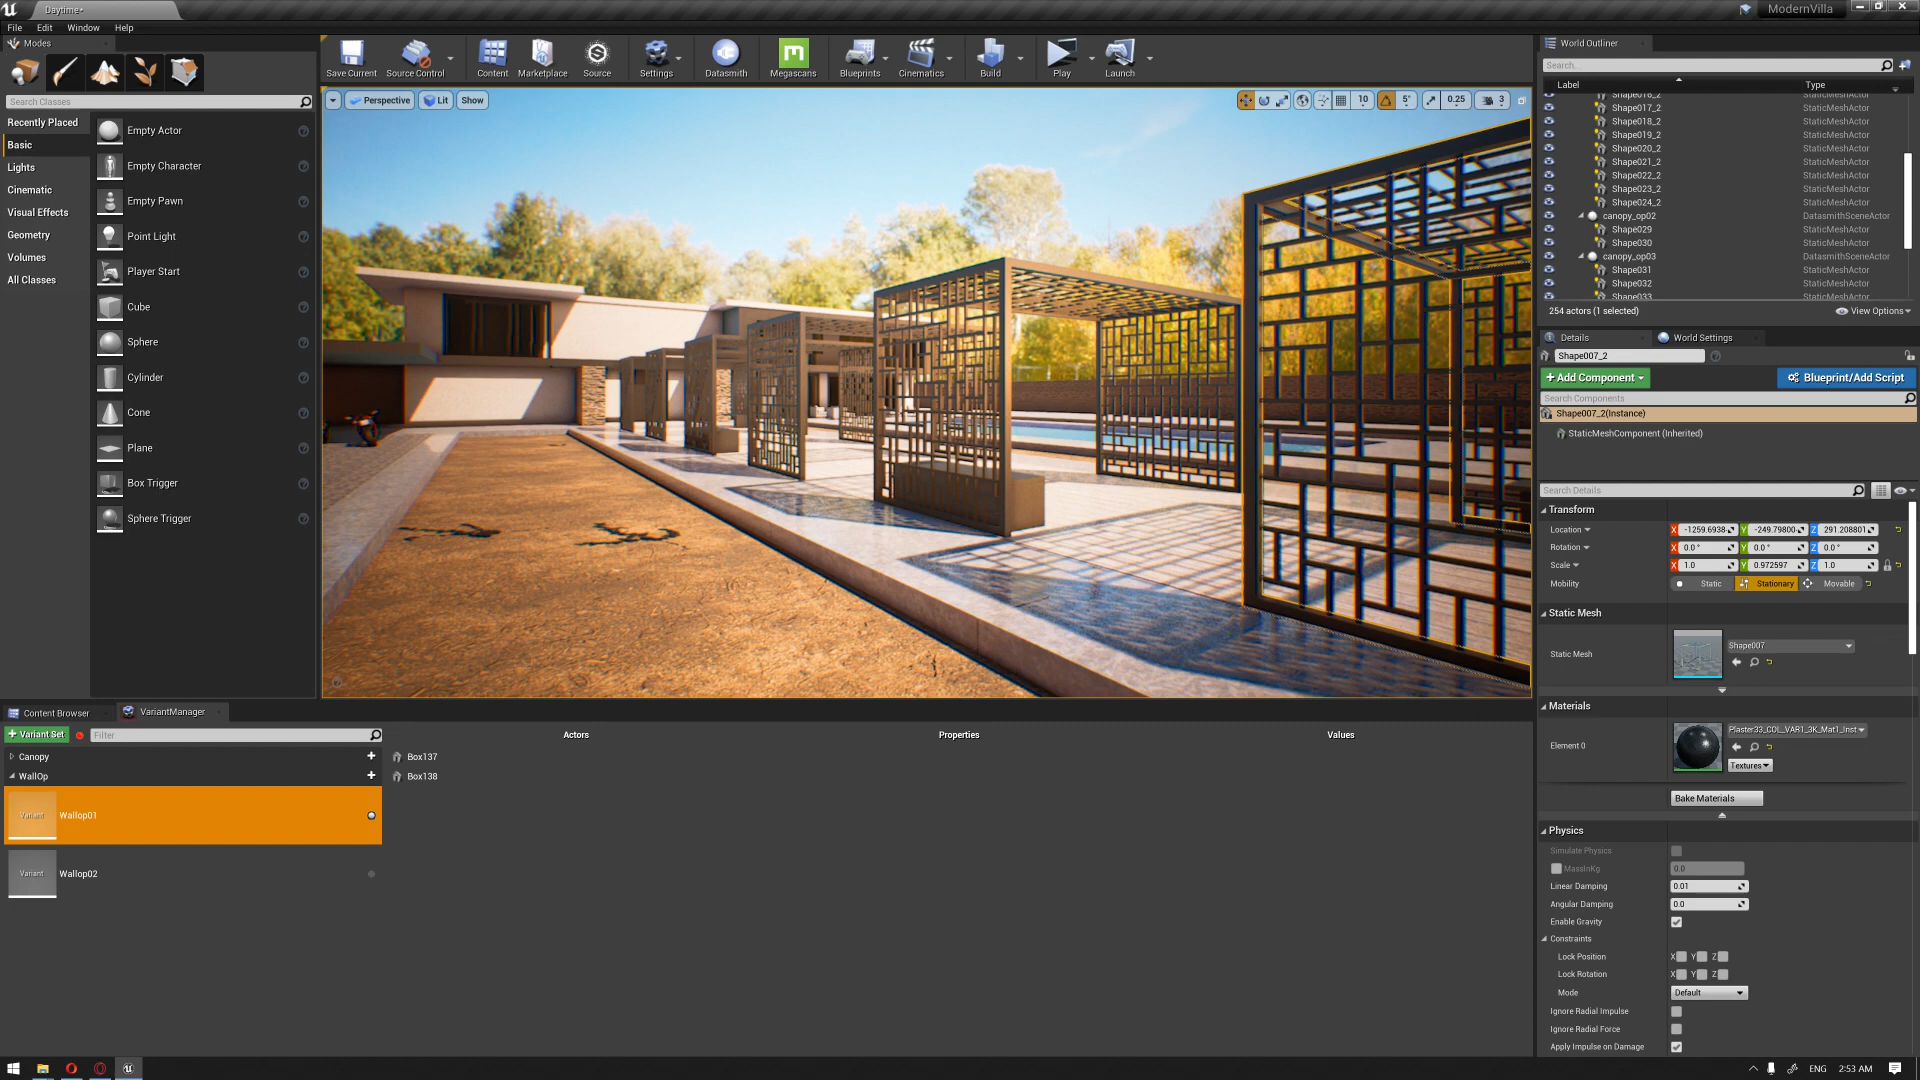 Daytime*
ModernVilla
File Edit Window Help
Modes
Search Classes
Recently Placed
Basic
Lights
Cinematic
Visual Effects
Geometry
Volumes
All Classes
Empty Actor
Empty Character
Empty Pawn
Point Light
Player Start
Cube
Sphere
Cylinder
Cone
Plane
Box Trigger
Sphere Trigger
Save Current Source Control Content Marketplace Source Settings Datasmith Megascans Blueprints Cinematics Build Play Launch
Perspective Lit Show
10 5° 0.25 3
World Outliner
Search...
Label Type
Shape016_2 StaticMeshActor
Shape017_2 StaticMeshActor
Shape018_2 StaticMeshActor
Shape019_2 StaticMeshActor
Shape020_2 StaticMeshActor
Shape021_2 StaticMeshActor
Shape022_2 StaticMeshActor
Shape023_2 StaticMeshActor
Shape024_2 StaticMeshActor
canopy_op02 DatasmithSceneActor
Shape029 StaticMeshActor
Shape030 StaticMeshActor
canopy_op03 DatasmithSceneActor
Shape031 StaticMeshActor
Shape032 StaticMeshActor
Shape033 StaticMeshActor
254 actors (1 selected)
View Options
Details World Settings
Shape007_2
+ Add Component Blueprint/Add Script
Search Components
Shape007_2(Instance)
StaticMeshComponent (Inherited)
Search Details
Transform
Location X -1259.6938 Y -249.79800 Z 291.208801
Rotation X 0.0° Y 0.0° Z 0.0°
Scale X 1.0 Y 0.972597 Z 1.0
Mobility Static Stationary Movable
Static Mesh
Static Mesh
Shape007
Materials
Element 0
Plaster33_COL_VAR1_3K_Mat1_Inst
Textures
Bake Materials
Physics
Simulate Physics
MassInKg 0.0
Linear Damping 0.01
Angular Damping 0.0
Enable Gravity
Constraints
Lock Position X Y Z
Lock Rotation X Y Z
Mode Default
Ignore Radial Impulse
Ignore Radial Force
Apply Impulse on Damage
Content Browser VariantManager
+ Variant Set Filter
Actors Properties Values
Canopy +
WallOp +
Variant Wallop01
Variant Wallop02
Box137
Box138
ENG 2:53 AM